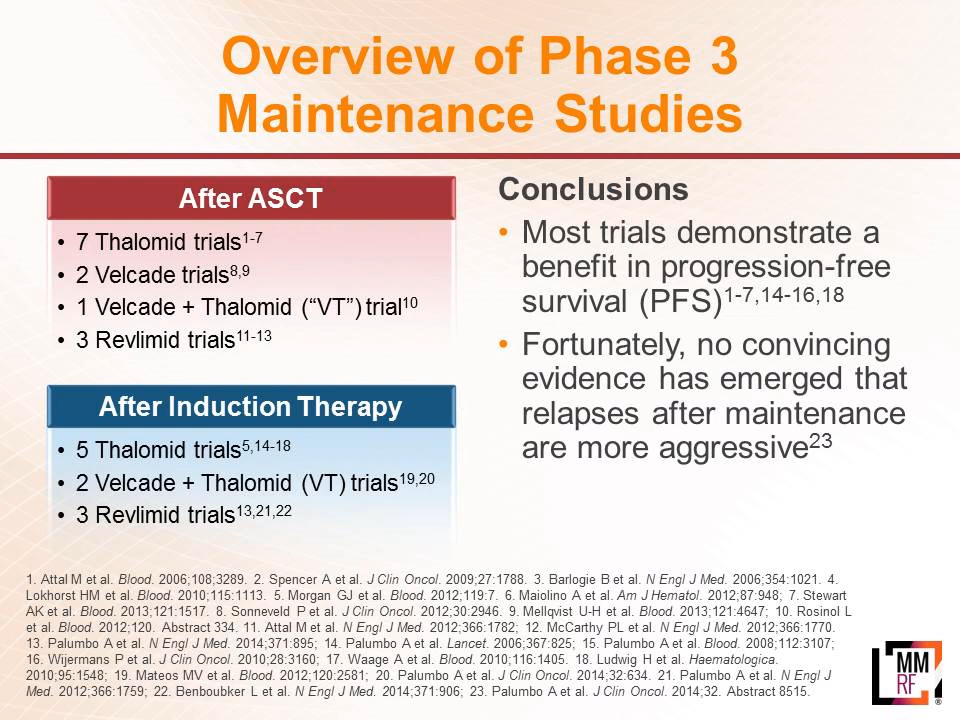 Overview of Phase 3
Maintenance Studies
After ASCT
• 7 Thalomid trials1-7
• 2 Velcade trials8,9
• 1 Velcade + Thalomid (“VT”) trial10
• 3 Revlimid trials11-13
After Induction Therapy
• 5 Thalomid trials5,14-18
• 2 Velcade + Thalomid (VT) trials19,20
• 3 Revlimid trials13,21,22
Conclusions
• Most trials demonstrate a
benefit in progression-free
survival (PFS)1-7,14-16,18
• Fortunately, no convincing
evidence has emerged that
relapses after maintenance
are more aggressive23
1. Attal M et al. Blood. 2006;108;3289. 2. Spencer A et al. J Clin Oncol. 2009;27:1788. 3. Barlogie B et al. N Engl J Med. 2006;354:1021. 4.
Lokhorst HM et al. Blood. 2010;115:1113. 5. Morgan GJ et al. Blood. 2012;119:7. 6. Maiolino A et al. Am J Hematol. 2012;87:948; 7. Stewart
AK et al. Blood. 2013;121:1517. 8. Sonneveld P et al. J Clin Oncol. 2012;30:2946. 9. Mellqvist U-H et al. Blood. 2013;121:4647; 10. Rosinol L
et al. Blood. 2012;120. Abstract 334. 11. Attal M et al. N Engl J Med. 2012;366:1782; 12. McCarthy PL et al. N Engl J Med. 2012;366:1770.
13. Palumbo A et al. N Engl J Med. 2014;371:895; 14. Palumbo A et al. Lancet. 2006;367:825; 15. Palumbo A et al. Blood. 2008;112:3107;
16. Wijermans P et al. J Clin Oncol. 2010;28:3160; 17. Waage A et al. Blood. 2010;116:1405. 18. Ludwig H et al. Haematologica.
2010;95:1548; 19. Mateos MV et al. Blood. 2012;120:2581; 20. Palumbo A et al. J Clin Oncol. 2014;32:634. 21. Palumbo A et al. N Engl J
Med. 2012;366:1759; 22. Benboubker L et al. N Engl J Med. 2014;371:906; 23. Palumbo A et al. J Clin Oncol. 2014;32. Abstract 8515.
MM
RF
®